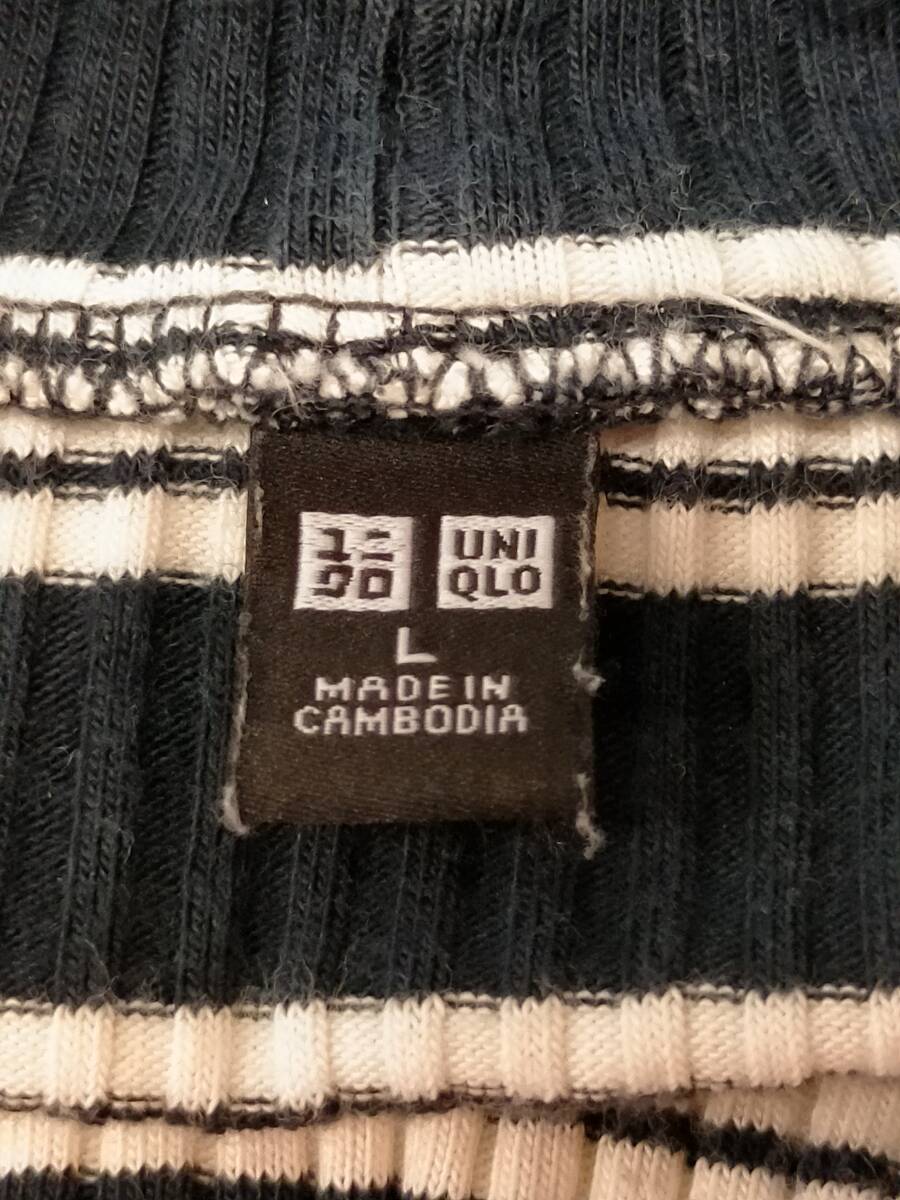 ユニ
クロ
UNI
QLO
L
MADE IN
CAMBODIA